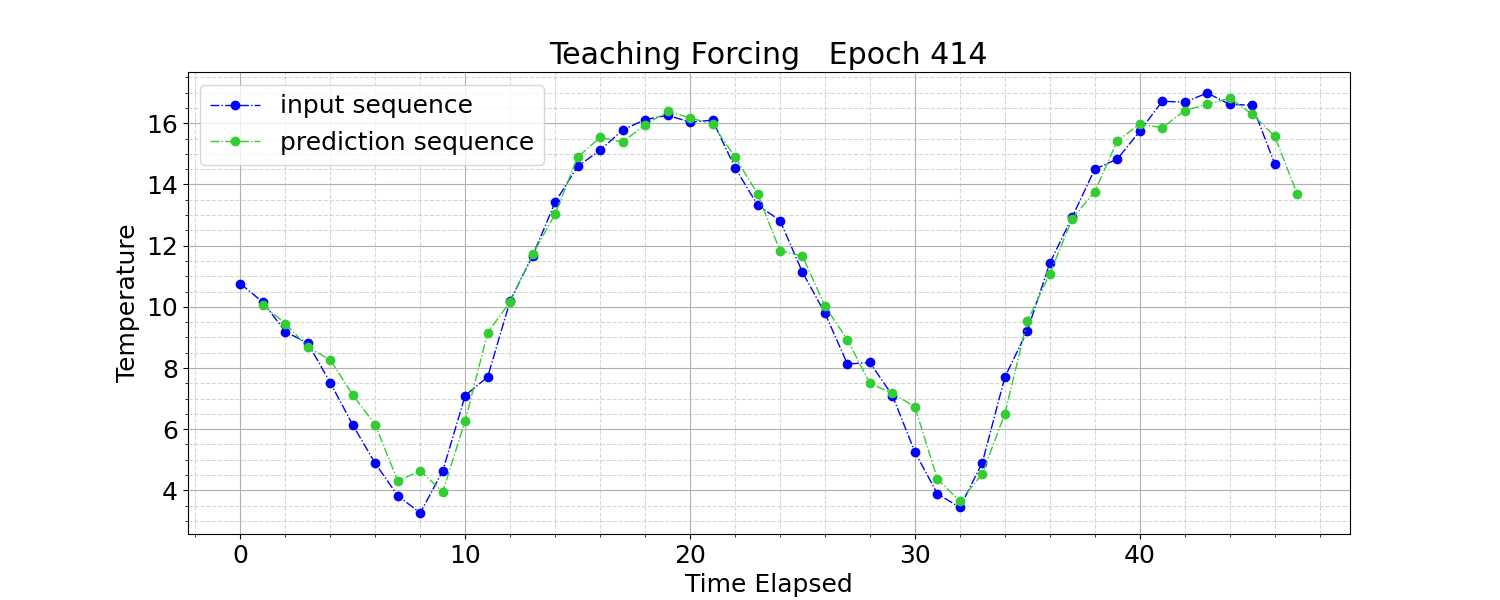 Teaching Forcing   Epoch 414
input sequence
prediction sequence
Temperature
16
14
12
10
8
6
4
0 10 20 30 40
Time Elapsed